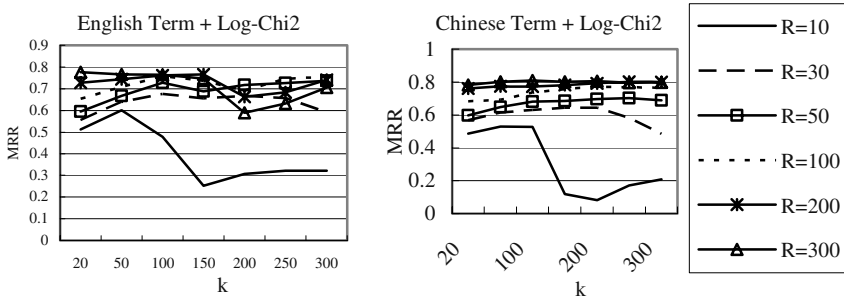 English Term + Log-Chi2
0.9
0.8
0.7
0.6
0.5
0.4
0.3
0.2
0.1
0
MRR
20 50 100 150 200 250 300
k
Chinese Term + Log-Chi2
1
0.8
0.6
0.4
0.2
0
MRR
20 100 200 300
k
R=10
R=30
R=50
R=100
R=200
R=300